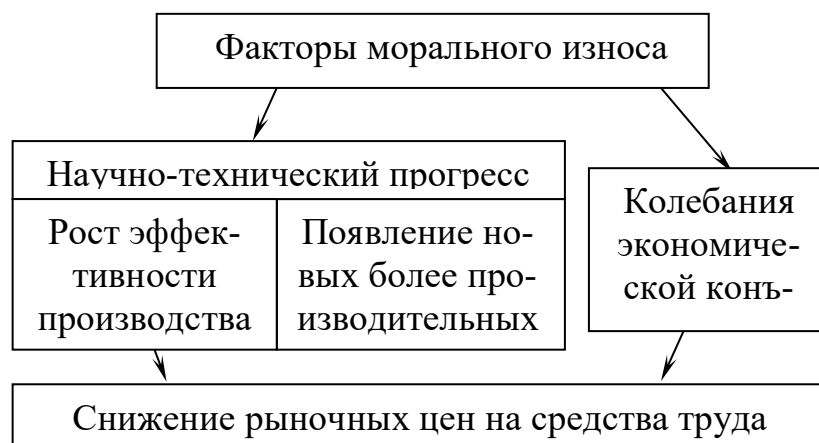 Факторы морального износа
Научно-технический прогресс
Рост эффек-
тивности
производства
Появление но-
вых более про-
изводительных
Колебания
экономиче-
ской конъ-
Снижение рыночных цен на средства труда